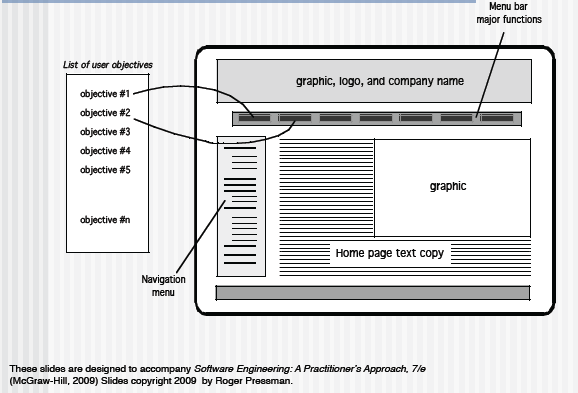 Menu bar
major functions
List of user objectives
graphic, logo, and company name
objective #1
objective #2
objective #3
objective #4
objective #5
objective #n
graphic
Home page text copy
Navigation
menu
These slides are designed to accompany Software Engineering: A Practitioner's Approach, 7/e
(McGraw-Hill, 2009) Slides copyright 2009 by Roger Pressman.